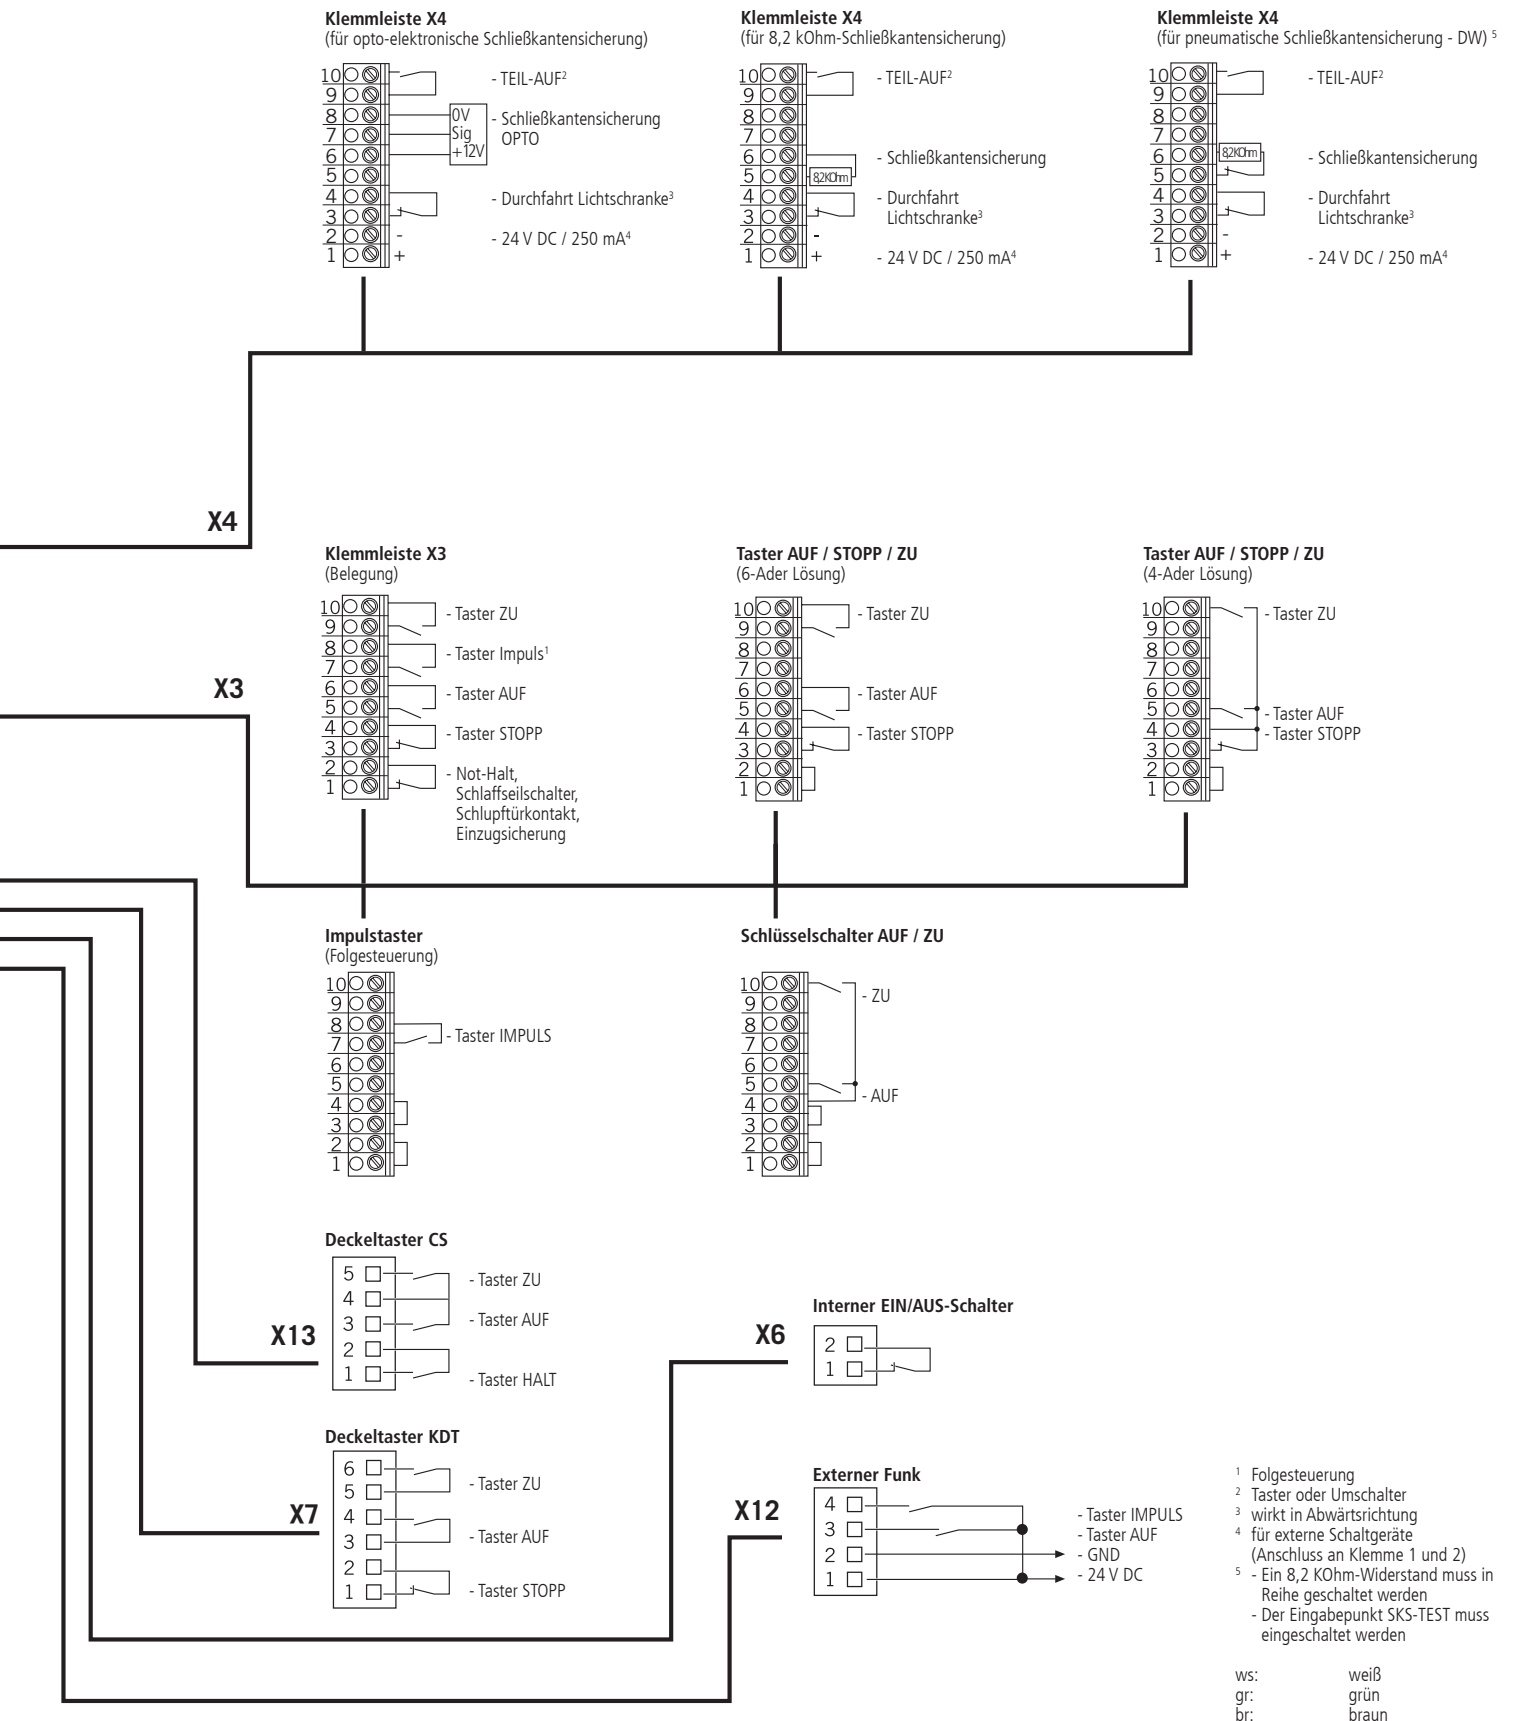 Klemmleiste X4
(für opto-elektronische Schließkantensicherung)
10
9
8
7
6
5
4
3
2
1
0V
Sig
+12V
-
+
- TEIL-AUF²
- Schließkantensicherung
OPTO
- Durchfahrt Lichtschranke³
- 24 V DC / 250 mA⁴
Klemmleiste X4
(für 8,2 kOhm-Schließkantensicherung)
10
9
8
7
6
5
4
3
2
1
8,2KOhm
-
+
- TEIL-AUF²
- Schließkantensicherung
- Durchfahrt
Lichtschranke³
- 24 V DC / 250 mA⁴
Klemmleiste X4
(für pneumatische Schließkantensicherung - DW) ⁵
10
9
8
7
6
5
4
3
2
1
8,2KOhm
-
+
- TEIL-AUF²
- Schließkantensicherung
- Durchfahrt
Lichtschranke³
- 24 V DC / 250 mA⁴
X4
Klemmleiste X3
(Belegung)
10
9
8
7
6
5
4
3
2
1
- Taster ZU
- Taster Impuls¹
- Taster AUF
- Taster STOPP
- Not-Halt,
Schlaffseilschalter,
Schlupftürkontakt,
Einzugsicherung
Taster AUF / STOPP / ZU
(6-Ader Lösung)
10
9
8
7
6
5
4
3
2
1
- Taster ZU
- Taster AUF
- Taster STOPP
Taster AUF / STOPP / ZU
(4-Ader Lösung)
10
9
8
7
6
5
4
3
2
1
- Taster ZU
- Taster AUF
- Taster STOPP
X3
Impulstaster
(Folgesteuerung)
10
9
8
7
6
5
4
3
2
1
- Taster IMPULS
Schlüsselschalter AUF / ZU
10
9
8
7
6
5
4
3
2
1
- ZU
- AUF
Deckeltaster CS
5
4
3
2
1
- Taster ZU
- Taster AUF
- Taster HALT
X13
Interner EIN/AUS-Schalter
X6
2
1
Deckeltaster KDT
6
5
4
3
2
1
- Taster ZU
- Taster AUF
- Taster STOPP
X7
Externer Funk
X12
4
3
2
1
- Taster IMPULS
- Taster AUF
- GND
- 24 V DC
¹ Folgesteuerung
² Taster oder Umschalter
³ wirkt in Abwärtsrichtung
⁴ für externe Schaltgeräte
(Anschluss an Klemme 1 und 2)
⁵ - Ein 8,2 KOhm-Widerstand muss in
Reihe geschaltet werden
- Der Eingabepunkt SKS-TEST muss
eingeschaltet werden
ws: weiß
gr: grün
br: braun